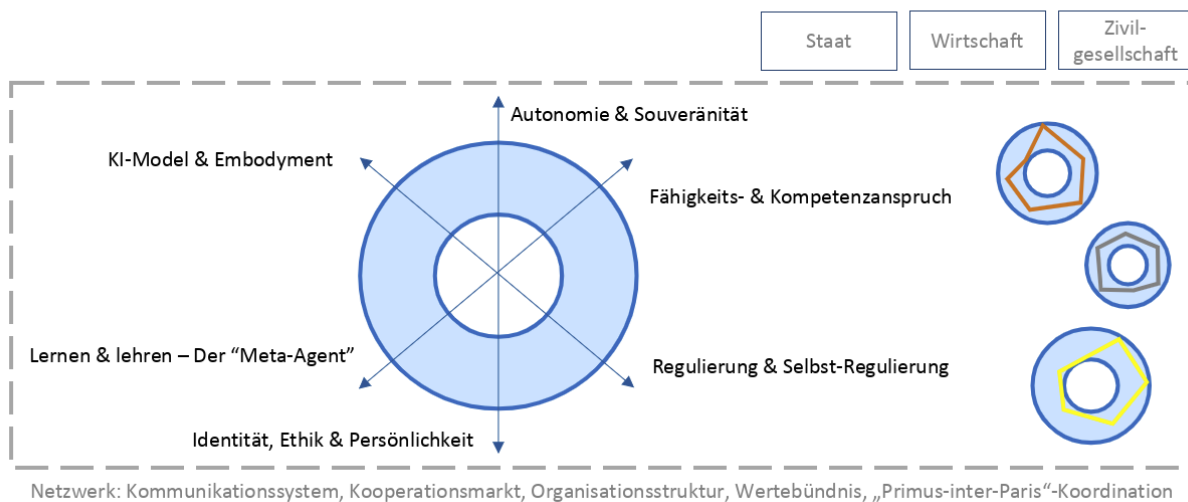 Staat
Wirtschaft
Zivil-
gesellschaft
Autonomie & Souveränität
KI-Model & Embodyment
Fähigkeits- & Kompetenzanspruch
Lernen & lehren – Der “Meta-Agent”
Regulierung & Selbst-Regulierung
Identität, Ethik & Persönlichkeit
Netzwerk: Kommunikationssystem, Kooperationsmarkt, Organisationsstruktur, Wertebündnis, „Primus-inter-Paris“-Koordination